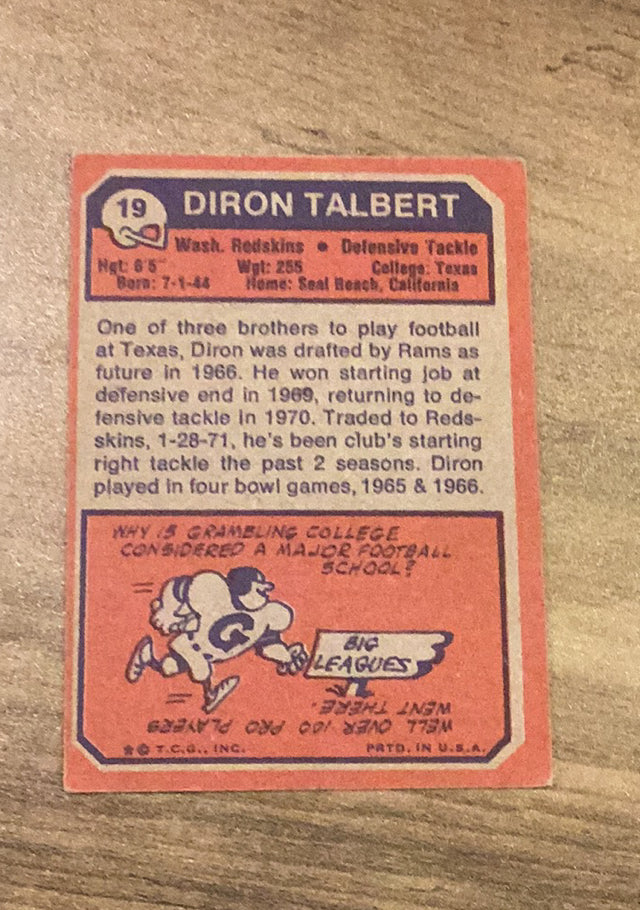 19
DIRON TALBERT
Wash. Redskins • Defensive Tackle
Hgt: 6'5" Wgt: 255 College: Texas
Born: 7-1-44 Home: Seal Beach, California
One of three brothers to play football
at Texas, Diron was drafted by Rams as
future in 1966. He won starting job at
defensive end in 1969, returning to de-
fensive tackle in 1970. Traded to Reds-
skins, 1-28-71, he's been club's starting
right tackle the past 2 seasons. Diron
played in four bowl games, 1965 & 1966.
WHY IS GRAMBLING COLLEGE
CONSIDERED A MAJOR FOOTBALL
SCHOOL?
G
BIG
LEAGUES
WELL OVER 100 PRO PLAYERS
WENT THERE.
★© T.C.G., INC. PRTD. IN U.S.A.